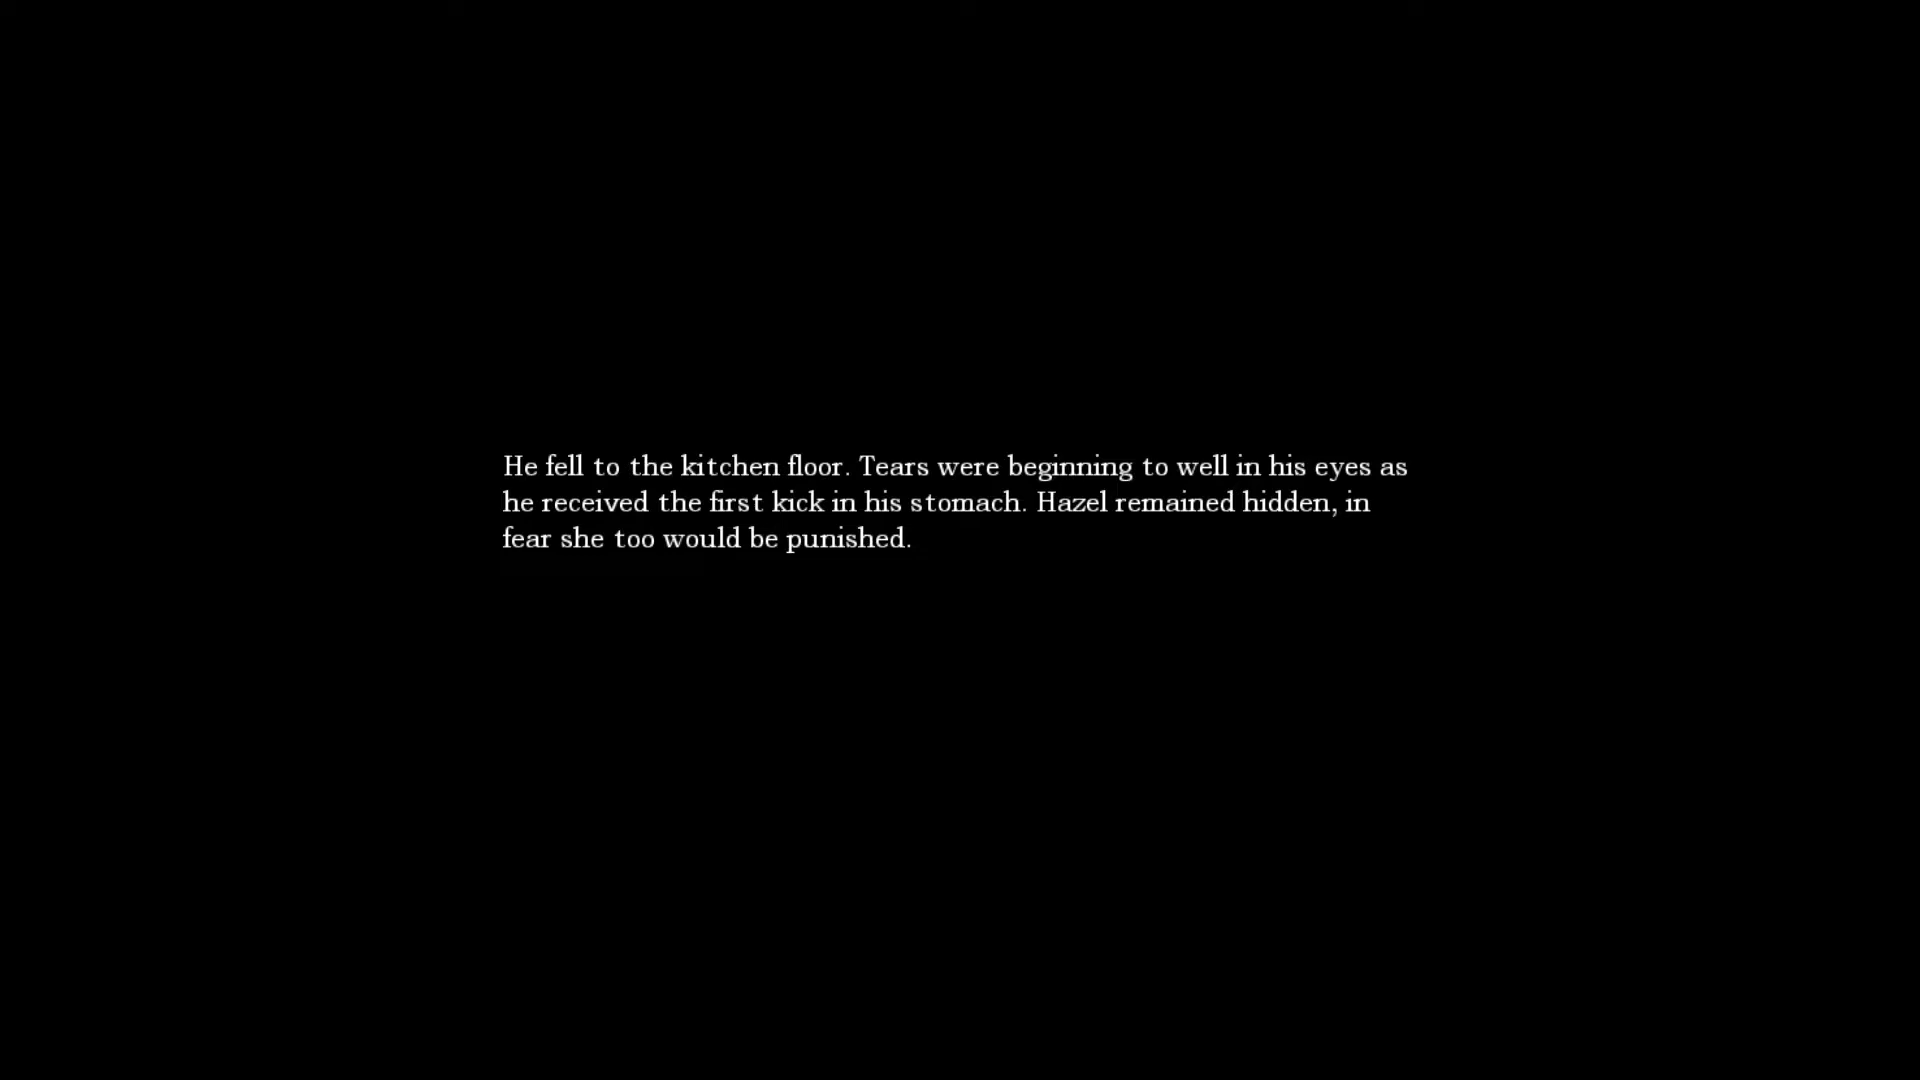 He fell to the kitchen floor. Tears were beginning to well in his eyes as
he received the first kick in his stomach. Hazel remained hidden, in
fear she too would be punished.